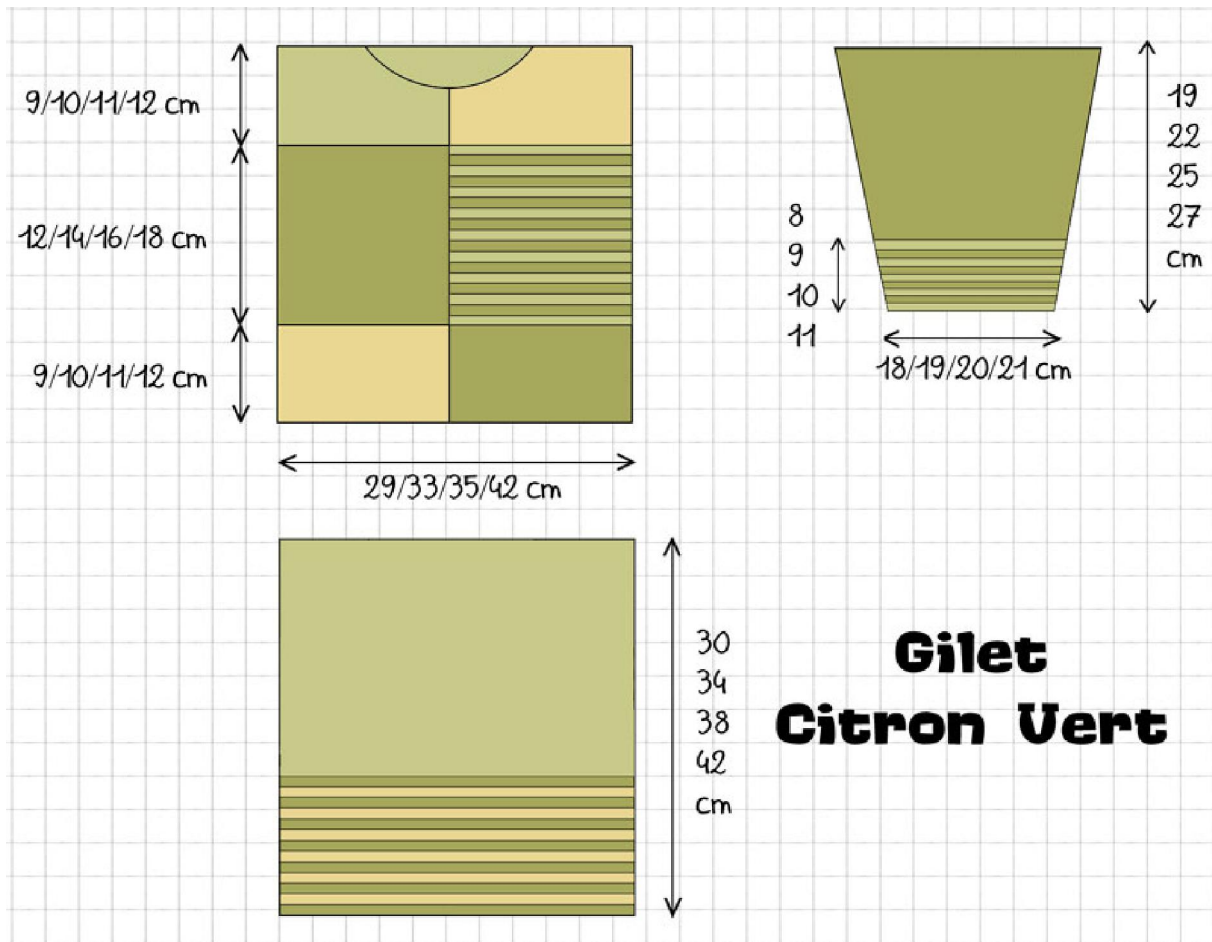 9/10/11/12 cm
12/14/16/18 cm
9/10/11/12 cm
29/33/35/42 cm
8
9
10
11
19
22
25
27
cm
18/19/20/21 cm
30
34
38
42
cm
Gilet
Citron Vert